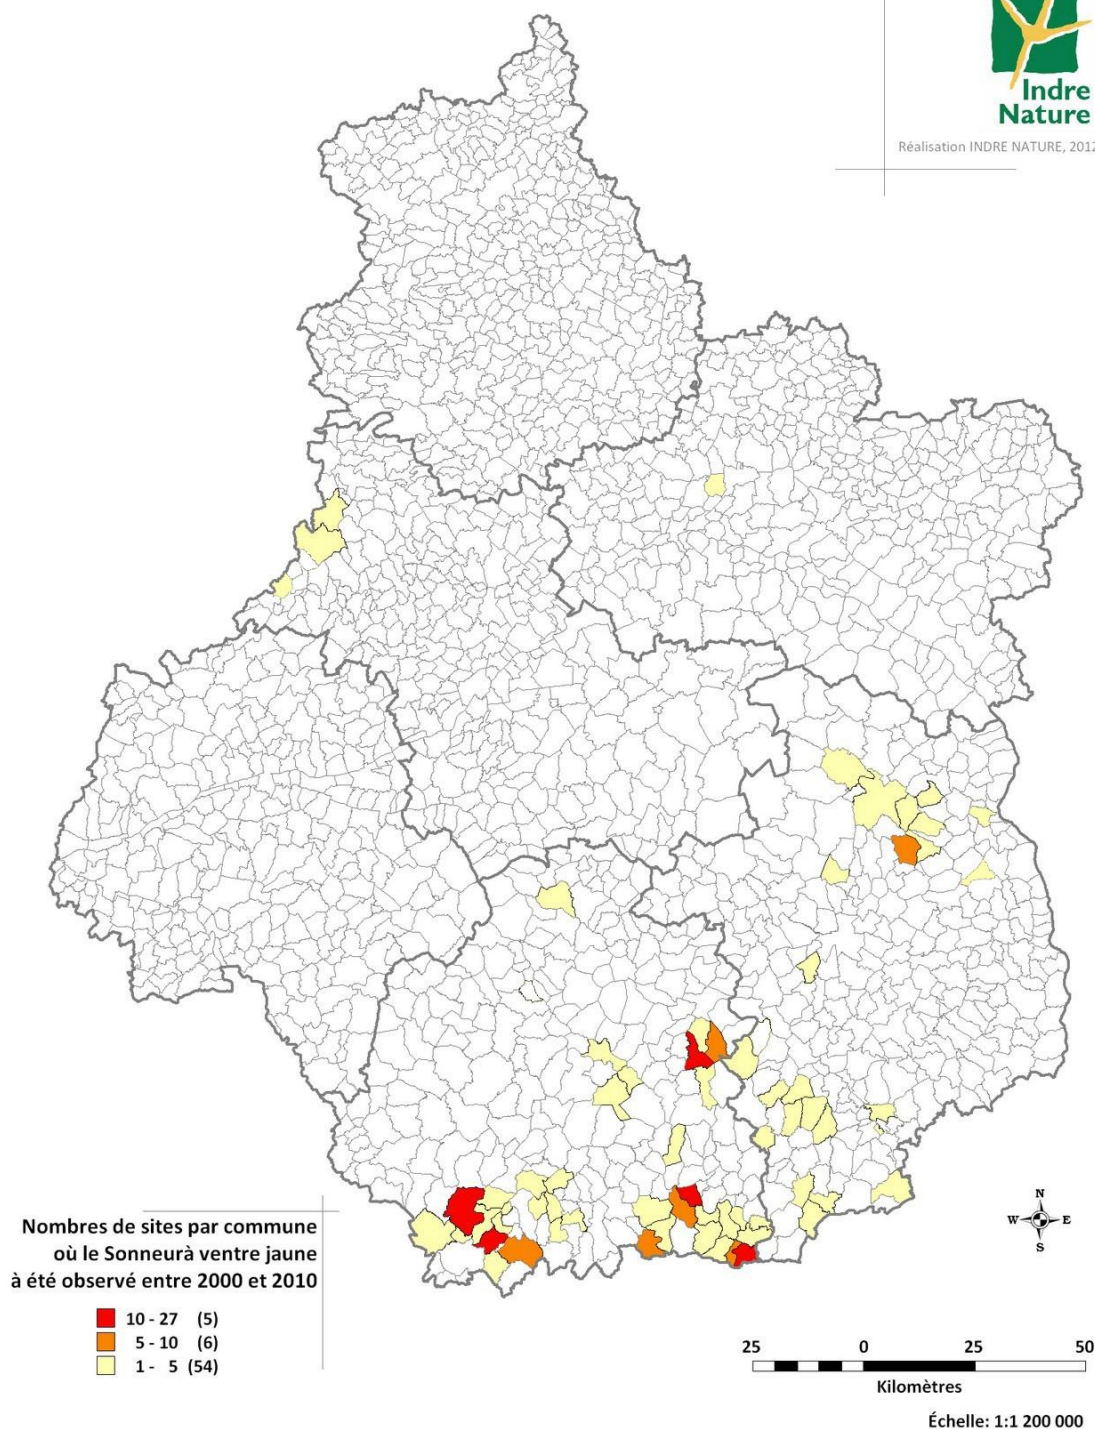 Indre
Nature
Réalisation INDRE NATURE, 2012
Nombres de sites par commune
où le Sonneurà ventre jaune
à été observé entre 2000 et 2010
10 - 27 (5)
5 - 10 (6)
1 - 5 (54)
N
W E
S
25 0 25 50
Kilomètres
Échelle: 1:1 200 000